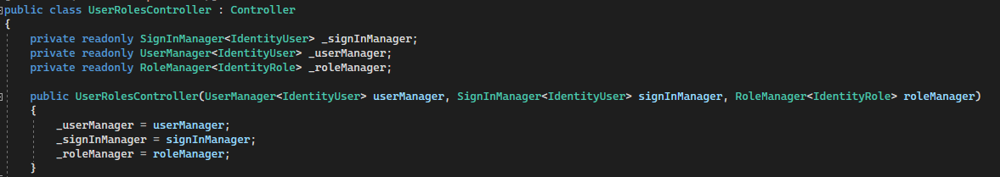 public class UserRolesController : Controller
{
private readonly SignInManager<IdentityUser> _signInManager;
private readonly UserManager<IdentityUser> _userManager;
private readonly RoleManager<IdentityRole> _roleManager;
public UserRolesController(UserManager<IdentityUser> userManager, SignInManager<IdentityUser> signInManager, RoleManager<IdentityRole> roleManager)
{
_userManager = userManager;
_signInManager = signInManager;
_roleManager = roleManager;
}